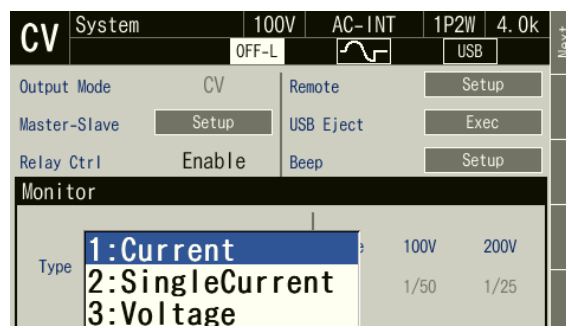 CV System 100V AC-INT 1P2W 4.0k
OFF-L USB
Next
Output Mode CV Remote Setup
Master-Slave Setup USB Eject Exec
Relay Ctrl Enable Beep Setup
Monitor
1:Current 100V 200V
Type 2:SingleCurrent 1/50 1/25
3:Voltage